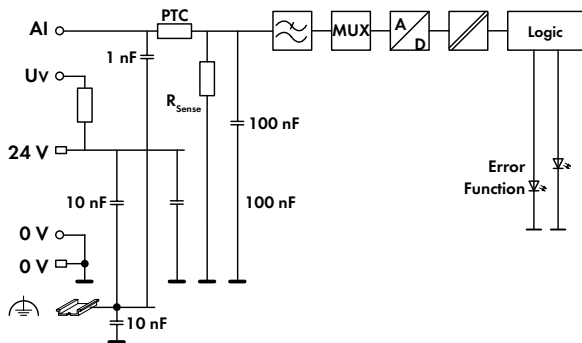 AI
PTC
1 nF
MUX
A
D
Logic
Uv
RSense
24 V
100 nF
Error
Function
10 nF
100 nF
0 V
0 V
10 nF